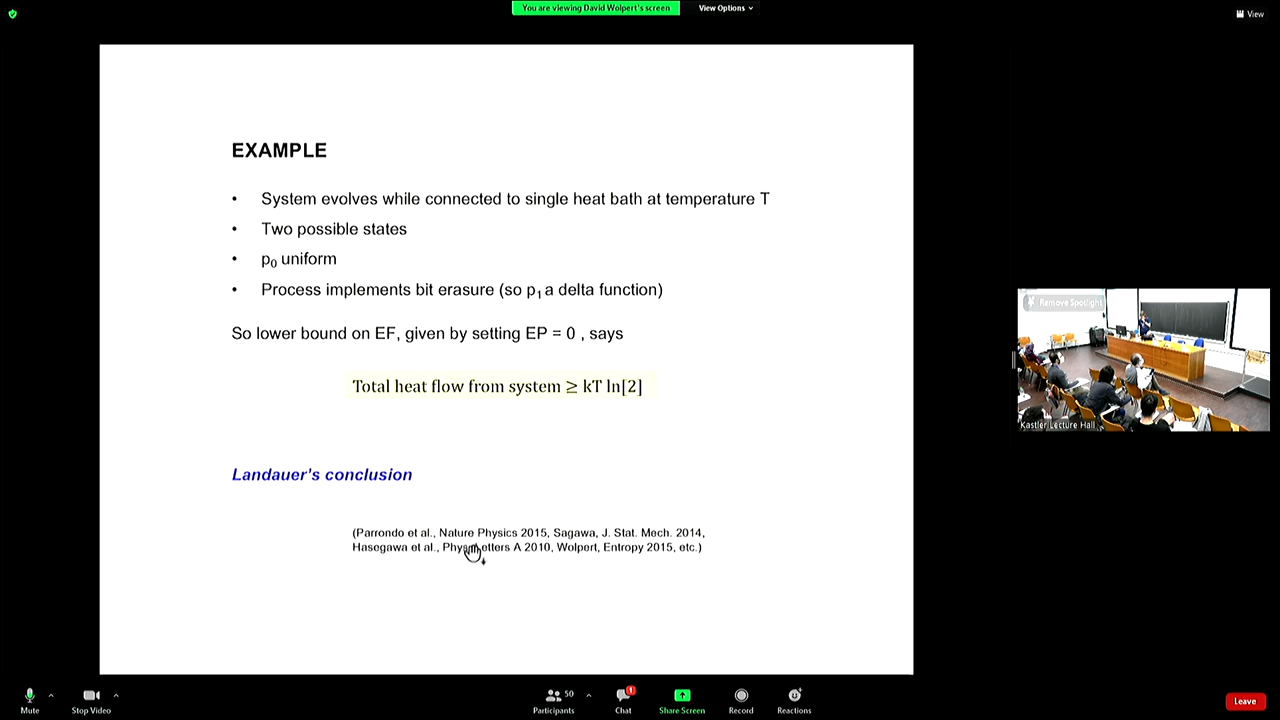 You are viewing David Wolpert's screen
View Options
View
EXAMPLE
• System evolves while connected to single heat bath at temperature T
• Two possible states
• p0 uniform
• Process implements bit erasure (so p1 a delta function)
So lower bound on EF, given by setting EP = 0 , says
Total heat flow from system ≥ kT ln[2]
Remove Spotlight
Kastler Lecture Hall
Landauer's conclusion
(Parrondo et al., Nature Physics 2015, Sagawa, J. Stat. Mech. 2014,
Hasegawa et al., Phys. Letters A 2010, Wolpert, Entropy 2015, etc.)
50
1
Mute
Stop Video
Participants
Chat
Share Screen
Record
Reactions
Leave